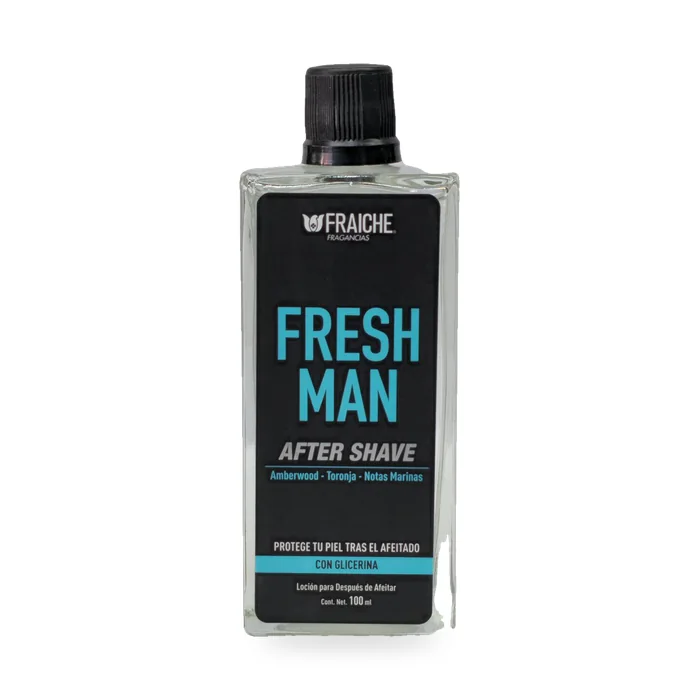 FRAICHE
FRAGANCIAS
FRESH
MAN
AFTER SHAVE
Amberwood - Toronja - Notas Marinas
PROTEGE TU PIEL TRAS EL AFEITADO
CON GLICERINA
Loción para Después de Afeitar
Cont. Net. 100 ml